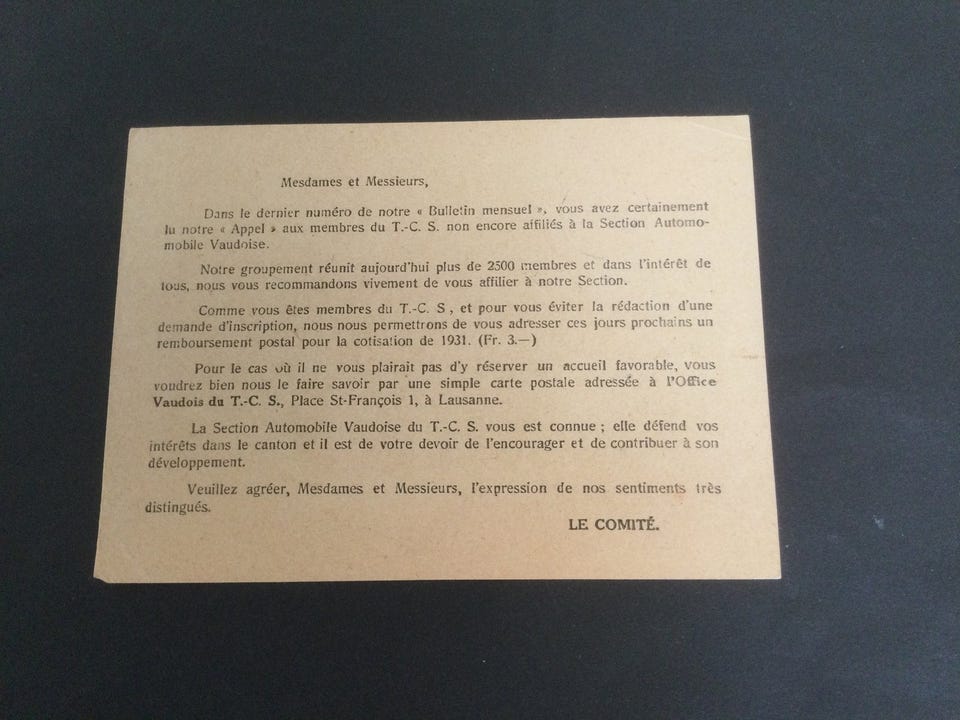 Mesdames et Messieurs,
Dans le dernier numéro de notre « Bulletin mensuel », vous avez certainement
lu notre « Appel » aux membres du T.-C. S. non encore affiliés à la Section Automo-
mobile Vaudoise.
Notre groupement réunit aujourd'hui plus de 2500 membres et dans l'intérêt de
tous, nous vous recommandons vivement de vous affilier à notre Section.
Comme vous êtes membres du T.-C. S , et pour vous éviter la rédaction d'une
demande d'inscription, nous nous permettrons de vous adresser ces jours prochains un
remboursement postal pour la cotisation de 1931. (Fr. 3.—)
Pour le cas où il ne vous plairait pas d'y réserver un accueil favorable, vous
voudrez bien nous le faire savoir par une simple carte postale adressée à l'Office
Vaudois du T.-C. S., Place St-François 1, à Lausanne.
La Section Automobile Vaudoise du T.-C. S. vous est connue ; elle défend vos
intérêts dans le canton et il est de votre devoir de l'encourager et de contribuer à son
développement.
Veuillez agréer, Mesdames et Messieurs, l'expression de nos sentiments très
distingués.
LE COMITÉ.